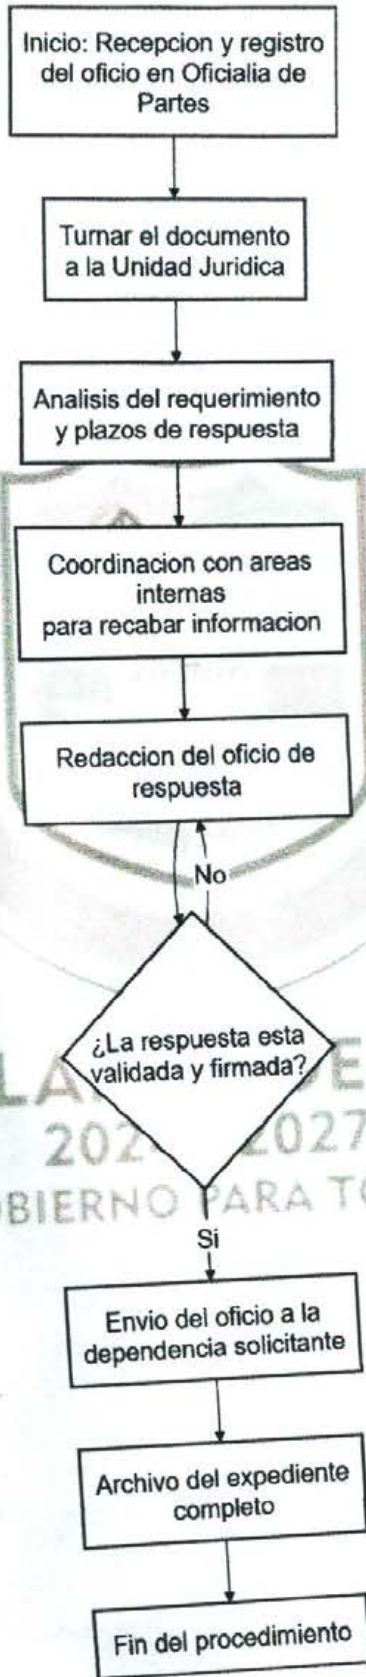 Inicio: Recepcion y registro
del oficio en Oficialia de
Partes
Turnar el documento
a la Unidad Juridica
Analisis del requerimiento
y plazos de respuesta
Coordinacion con areas
internas
para recabar informacion
Redaccion del oficio de
respuesta
No
¿La respuesta esta
validada y firmada?
2027
PARA
Si
Envio del oficio a la
dependencia solicitante
Archivo del expediente
completo
Fin del procedimiento